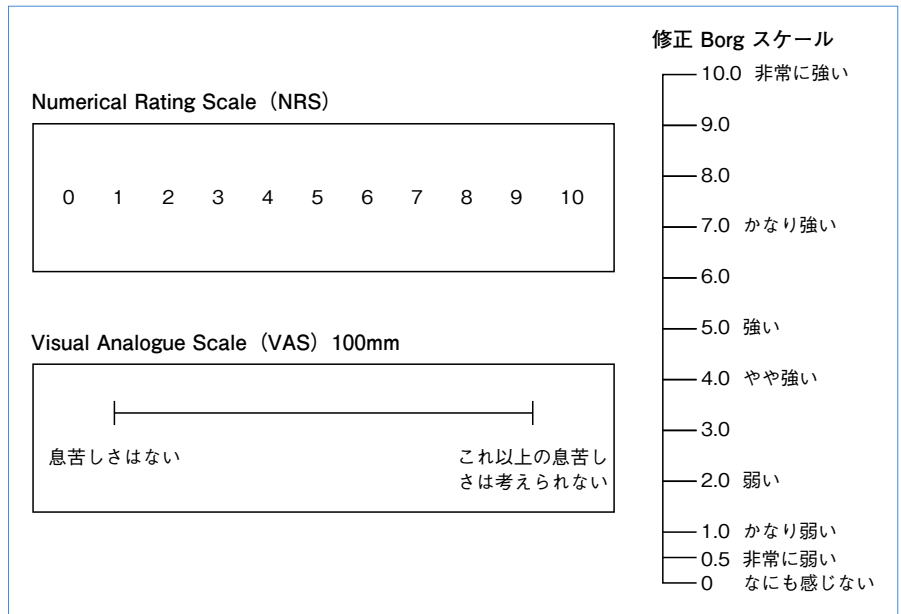 Numerical Rating Scale（NRS）
0 1 2 3 4 5 6 7 8 9 10
Visual Analogue Scale（VAS）100mm
息苦しさはない
これ以上の息苦し
さは考えられない
修正 Borg スケール
10.0 非常に強い
9.0
8.0
7.0 かなり強い
6.0
5.0 強い
4.0 やや強い
3.0
2.0 弱い
1.0 かなり弱い
0.5 非常に弱い
0 なにも感じない